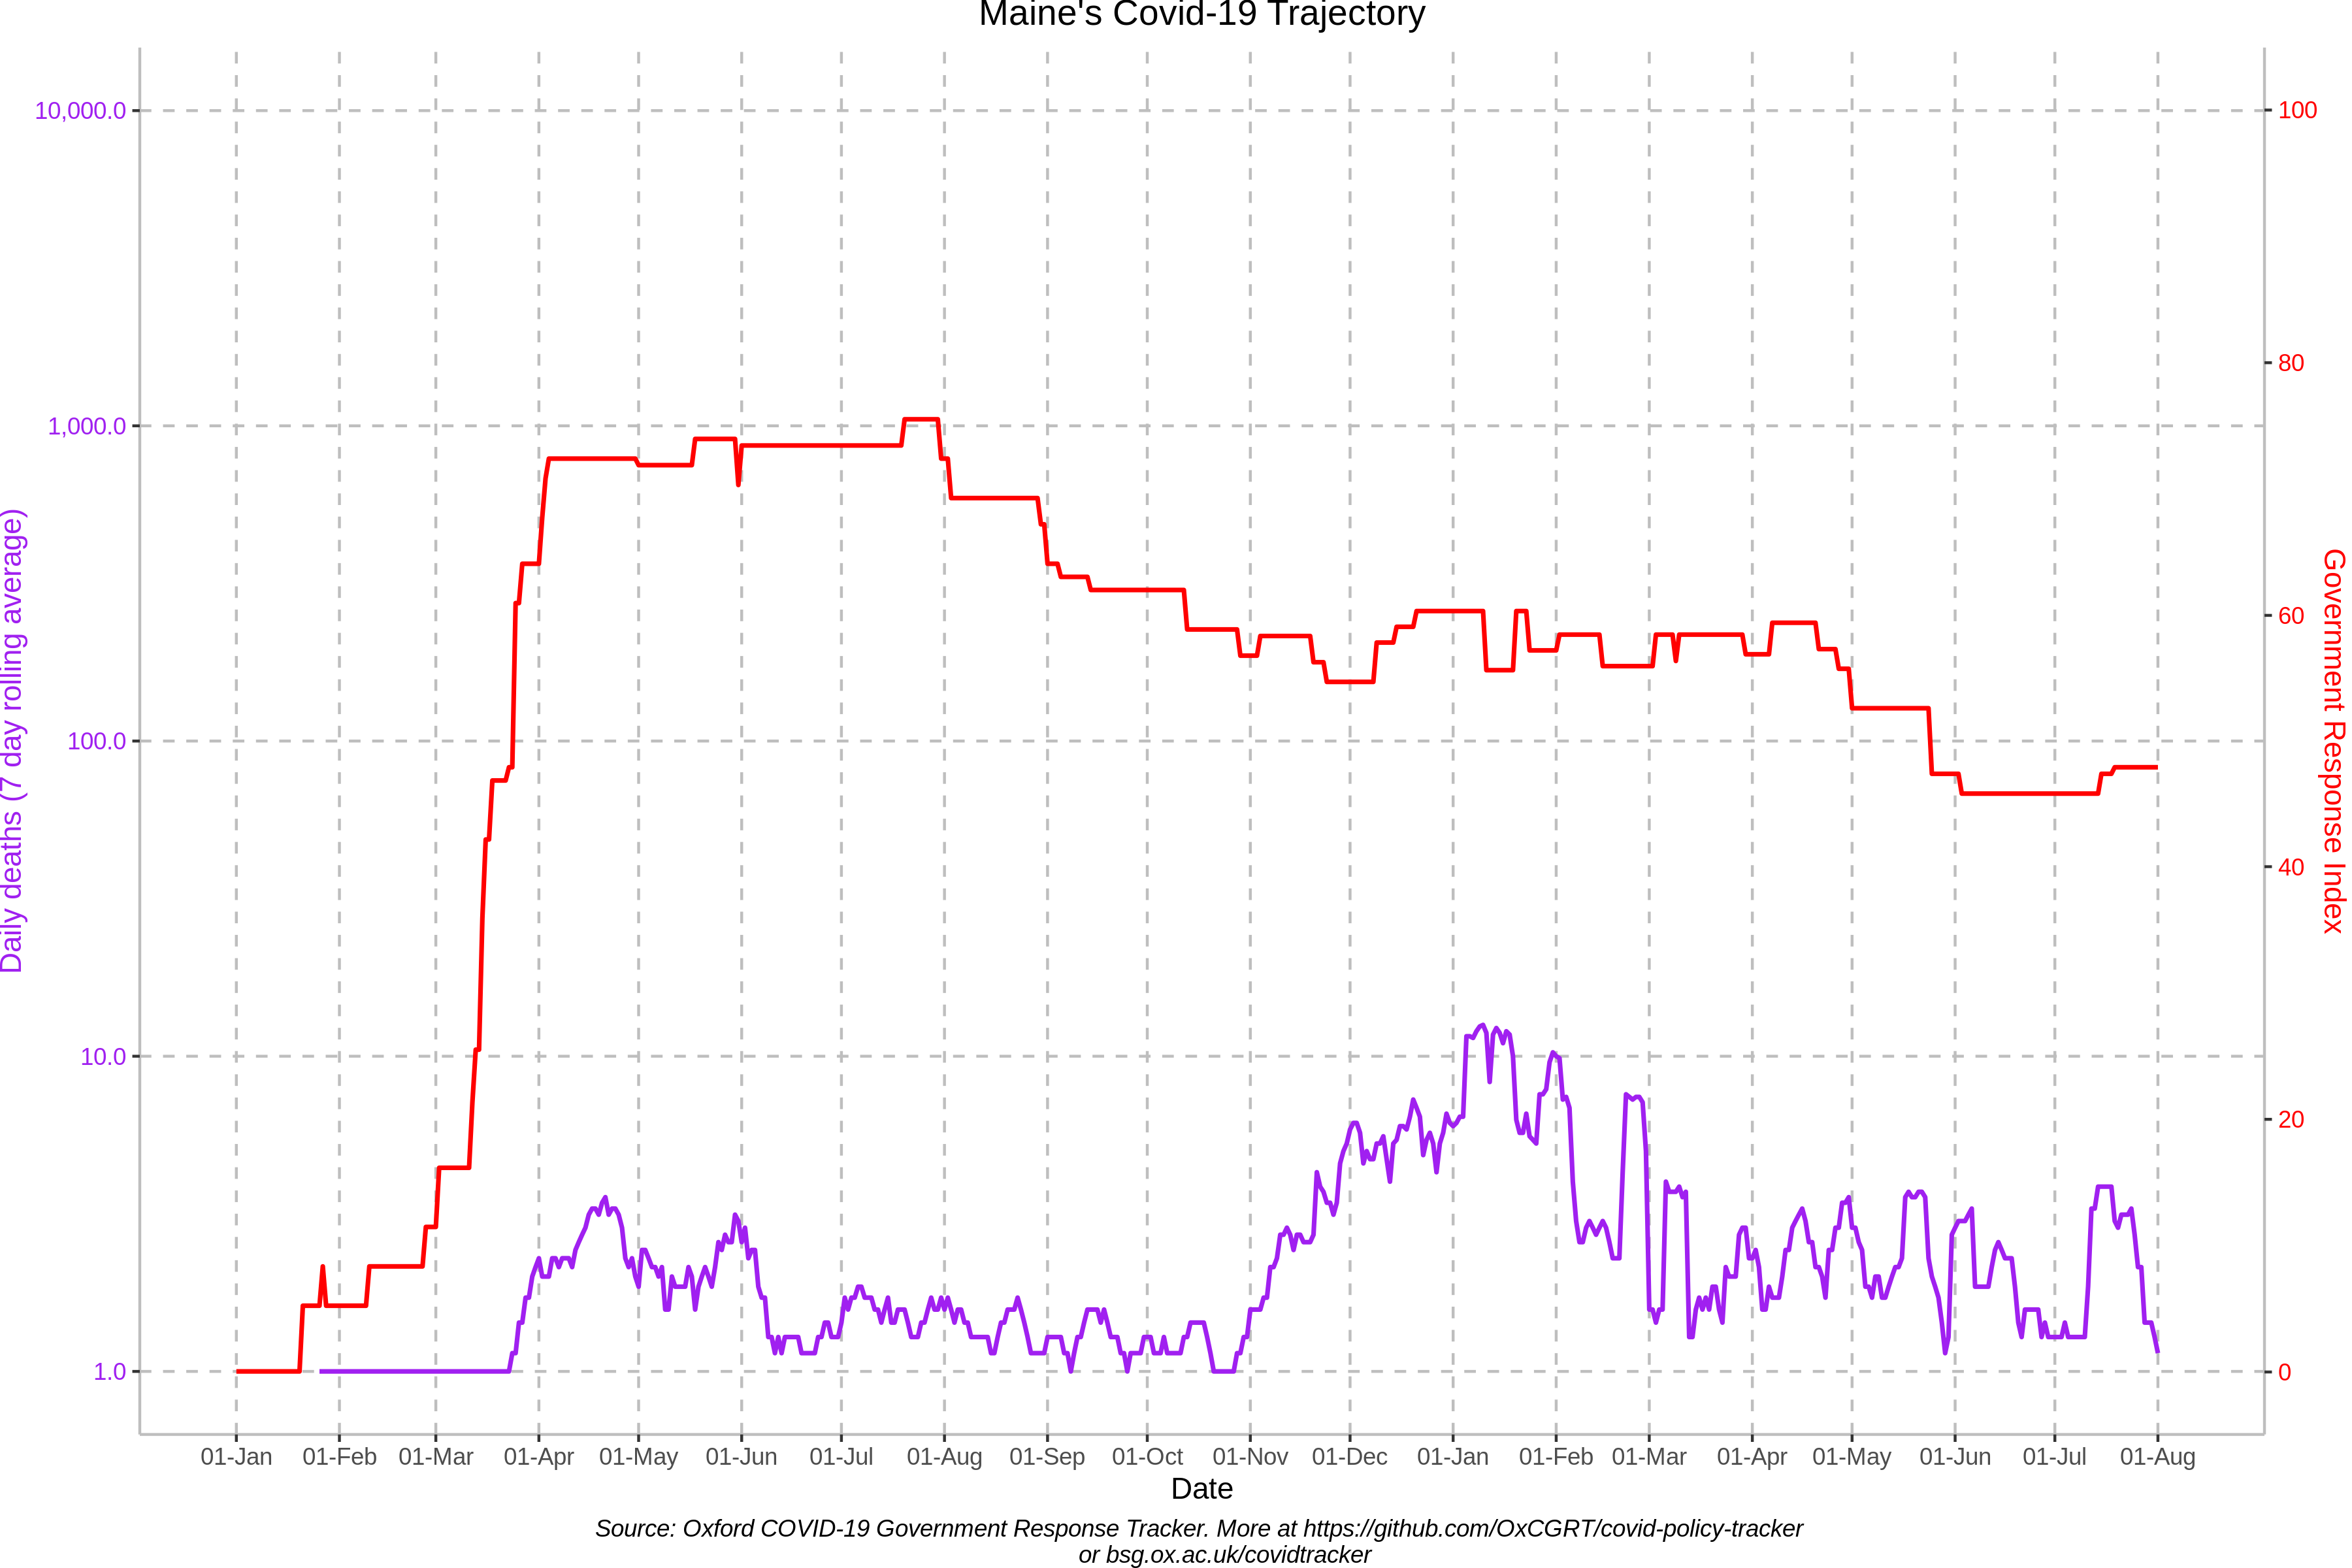 Maine's Covid-19 Trajectory
10,000.0
1,000.0
100.0
10.0
1.0
Daily deaths (7 day rolling average)
100
80
60
40
20
0
Government Response Index
01-Jan 01-Feb 01-Mar 01-Apr 01-May 01-Jun 01-Jul 01-Aug 01-Sep 01-Oct 01-Nov 01-Dec 01-Jan 01-Feb 01-Mar 01-Apr 01-May 01-Jun 01-Jul 01-Aug
Date
Source: Oxford COVID-19 Government Response Tracker. More at https://github.com/OxCGRT/covid-policy-tracker
or bsg.ox.ac.uk/covidtracker